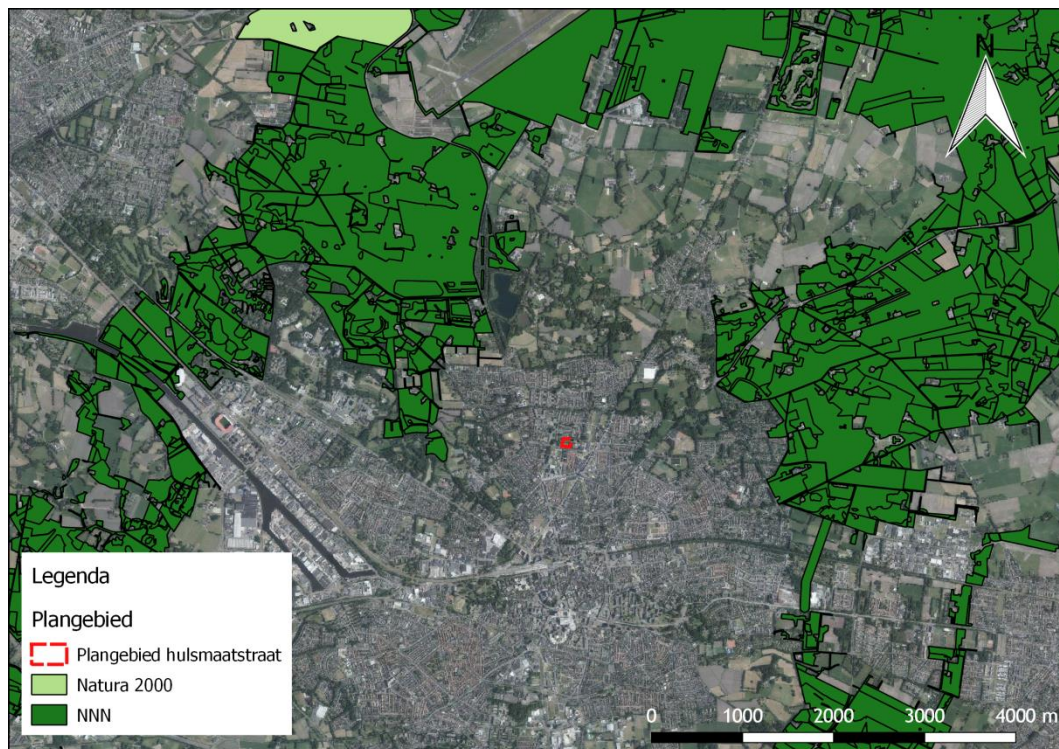 N
Legenda
Plangebied
Plangebied hulsmaatstraat
Natura 2000
NNN
0 1000 2000 3000 4000 m